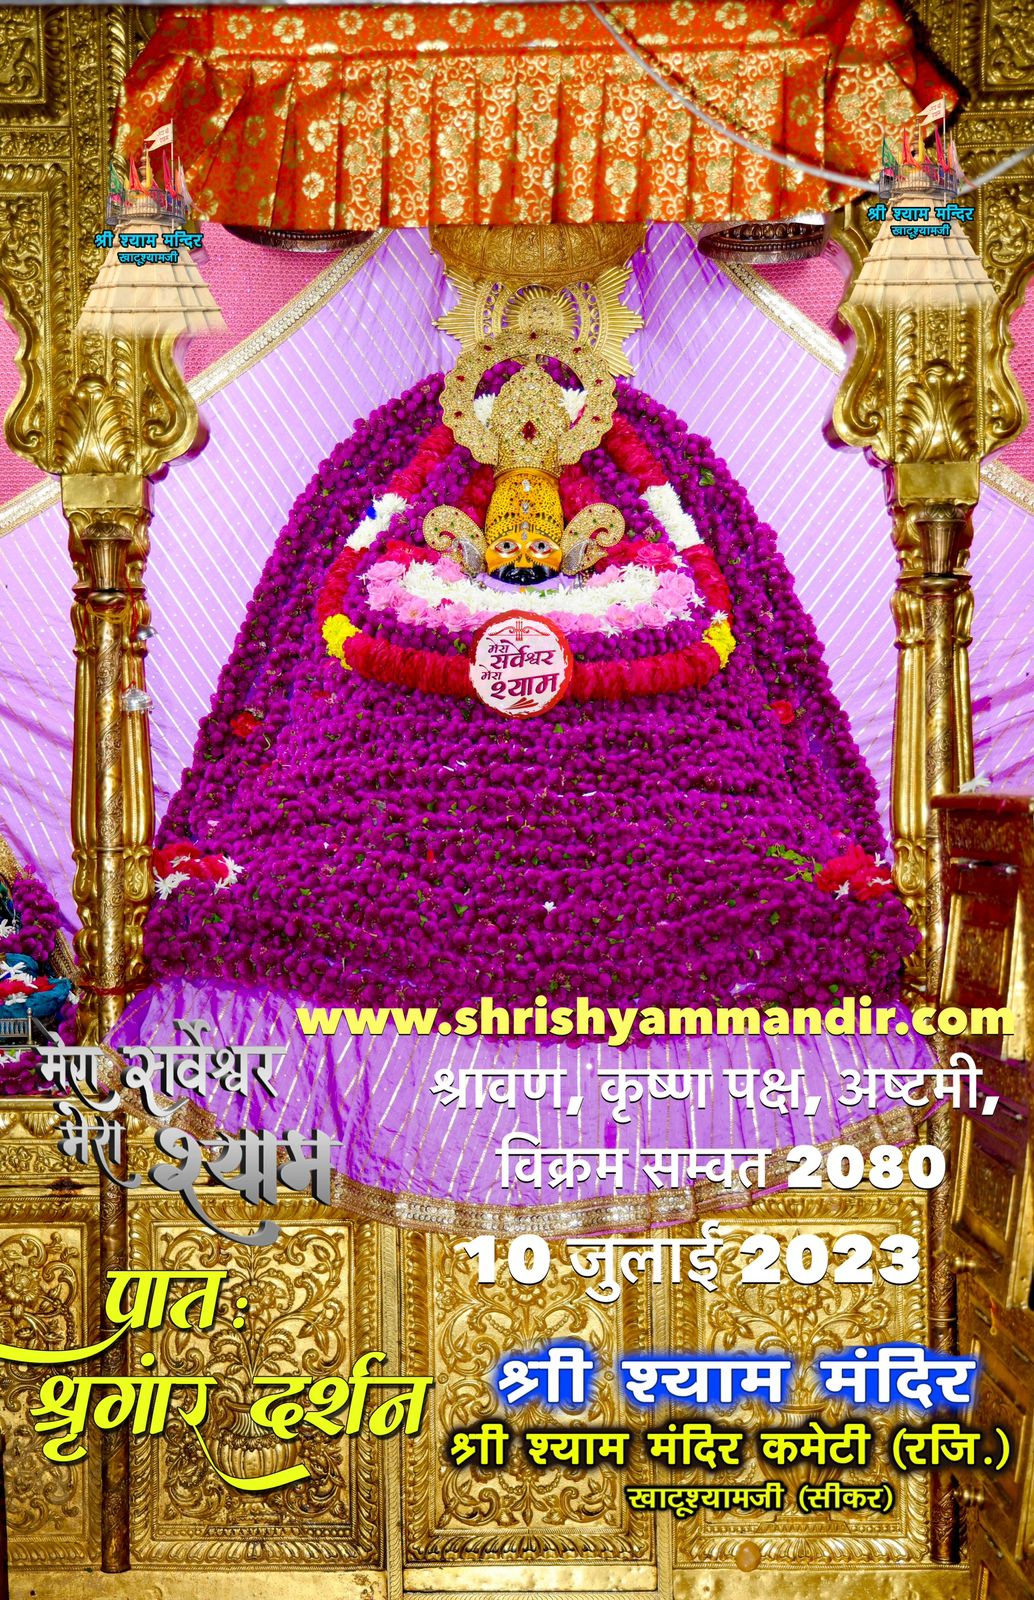 श्री श्याम मन्दिर
खाटूश्यामजी
श्री श्याम मन्दिर
खाटूश्यामजी
मेरो
सर्वेश्वर
मेरा
श्याम
www.shrishyammandir.com
मेरा सर्वेश्वर
मेरा श्याम
श्रावण, कृष्ण पक्ष, अष्टमी,
विक्रम सम्वत 2080
10 जुलाई 2023
प्रात:
श्रृगांर दर्शन
श्री श्याम मंदिर
श्री श्याम मंदिर कमेटी (रजि.)
खाटूश्यामजी (सीकर)